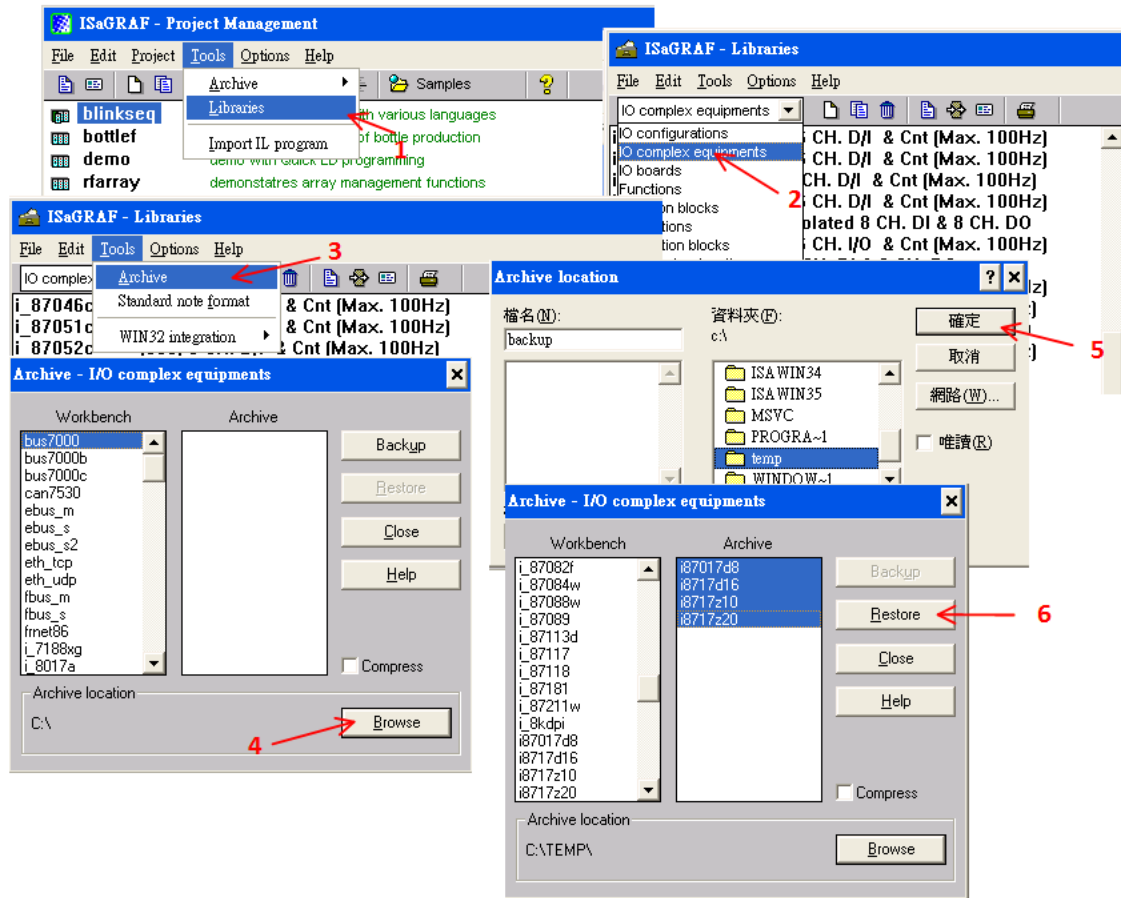 ISaGRAF - Project Management
File Edit Project Tools Options Help
Samples
Archive
Libraries
Import IL program
1
blinkseq
with various languages
bottlef
of bottle production
demo
demo with Quick LD programming
rfarray
demonstatres array management functions
ISaGRAF - Libraries
File Edit Tools Options Help
IO complex equipments
IO configurations
IO complex equipments
IO boards
Functions
2
CH. D/I & Cnt (Max. 100Hz)
CH. D/I & Cnt (Max. 100Hz)
CH. D/I & Cnt (Max. 100Hz)
CH. D/I & Cnt (Max. 100Hz)
olated 8 CH. DI & 8 CH. DO
CH. I/O & Cnt (Max. 100Hz)
ISaGRAF - Libraries
File Edit Tools Options Help
3
IO complex
Archive
Standard note format
WIN32 integration
i_87046c
& Cnt (Max. 100Hz)
i_87051c
& Cnt (Max. 100Hz)
i_87052c
& Cnt (Max. 100Hz)
Archive location
檔名(N):
backup
資料夾(F):
c:\
ISAWIN34
ISAWIN35
MSVC
PROGRA~1
temp
WINDOW~1
確定
取消
網路(W)...
唯讀(R)
5
Archive - I/O complex equipments
Workbench
Archive
bus7000
bus7000b
bus7000c
can7530
ebus_m
ebus_s
ebus_s2
eth_tcp
eth_udp
fbus_m
fbus_s
frnet86
i_7188xg
i_8017a
Backup
Restore
Close
Help
Compress
Archive location
C:\
Browse
4
Archive - I/O complex equipments
Workbench
Archive
i_87082f
i_87084w
i_87088w
i_87089
i_87113d
i_87117
i_87118
i_87181
i_87211w
i_8kdpi
i87017d8
i8717d16
i8717z10
i8717z20
i87017d8
i8717d16
i8717z10
i8717z20
Backup
Restore
Close
Help
6
Compress
Archive location
C:\TEMP\
Browse